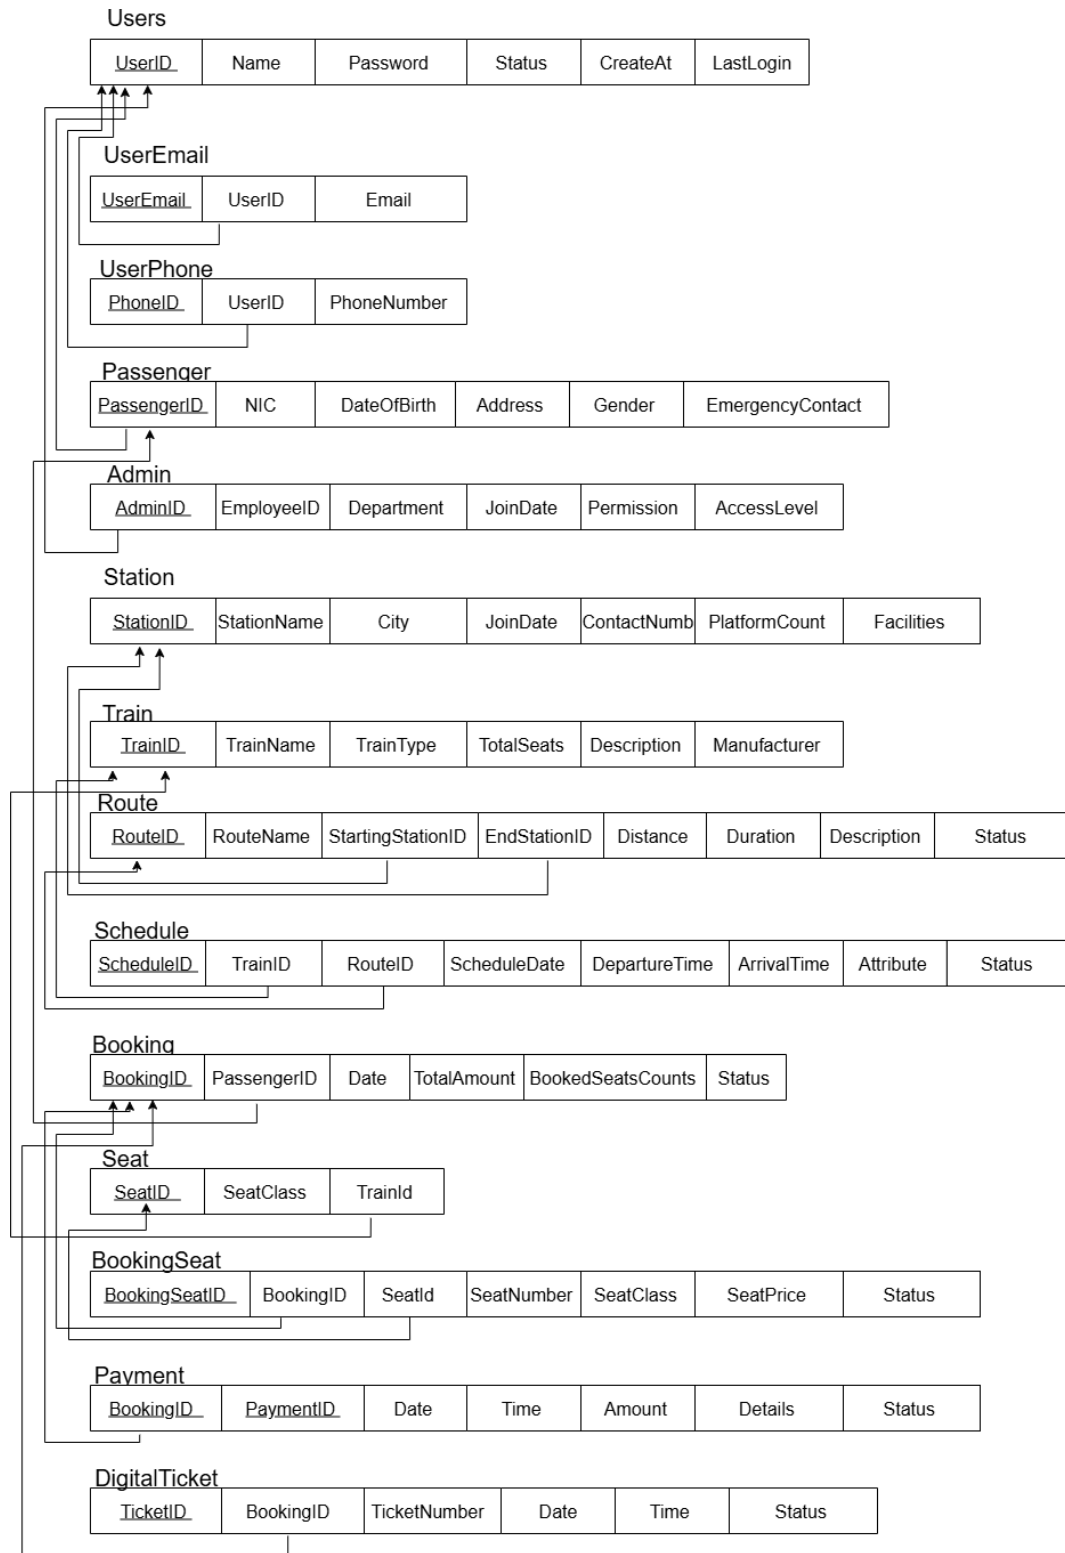 Users
UserID Name Password Status CreateAt LastLogin
UserEmail
UserEmail UserID Email
UserPhone
PhoneID UserID PhoneNumber
Passenger
PassengerID NIC DateOfBirth Address Gender EmergencyContact
Admin
AdminID EmployeeID Department JoinDate Permission AccessLevel
Station
StationID StationName City JoinDate ContactNumb PlatformCount Facilities
Train
TrainID TrainName TrainType TotalSeats Description Manufacturer
Route
RouteID RouteName StartingStationID EndStationID Distance Duration Description Status
Schedule
ScheduleID TrainID RouteID ScheduleDate DepartureTime ArrivalTime Attribute Status
Booking
BookingID PassengerID Date TotalAmount BookedSeatsCounts Status
Seat
SeatID SeatClass TrainId
BookingSeat
BookingSeatID BookingID SeatId SeatNumber SeatClass SeatPrice Status
Payment
BookingID PaymentID Date Time Amount Details Status
DigitalTicket
TicketID BookingID TicketNumber Date Time Status